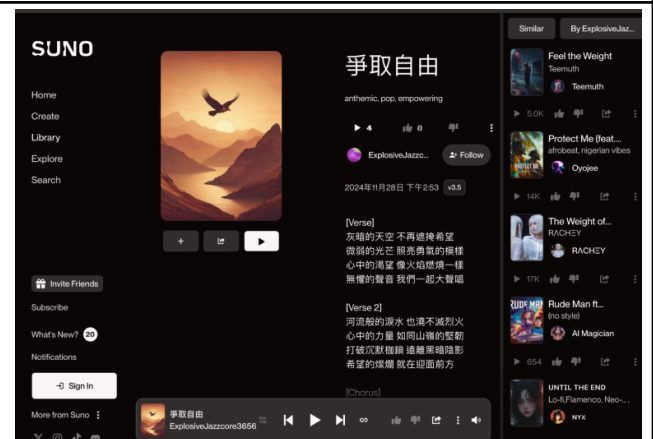 SUNO
Home
Create
Library
Explore
Search
Invite Friends
Subscribe
What's New? 20
Notifications
Sign In
More from Suno
爭取自由
anthemic, pop, empowering
4
0
ExplosiveJazzc...
Follow
2024年11月28日 下午2:53 v3.5
[Verse]
灰暗的天空 不再遮掩希望
微弱的光芒 照亮勇氣的模樣
心中的渴望 像火焰燃燒一樣
無懼的聲音 我們一起大聲唱
[Verse 2]
河流般的淚水 也澆不滅烈火
心中的力量 如同山嶺的堅韌
打破沉默枷鎖 遠離黑暗陰影
希望的燦爛 就在迎面前方
[Chorus]
爭取自由
ExplosiveJazzcore3656
Similar
By ExplosiveJaz...
Feel the Weight
Teemuth
Teemuth
5.0K
Protect Me (feat....
afrobeat, nigerian vibes
Oyojee
14K
The Weight of...
RΛCHΞY
RΛCHΞY
17K
Rude Man ft...
(no style)
AI Magician
654
UNTIL THE END
Lo-fi,Flamenco, Neo-...
NYX